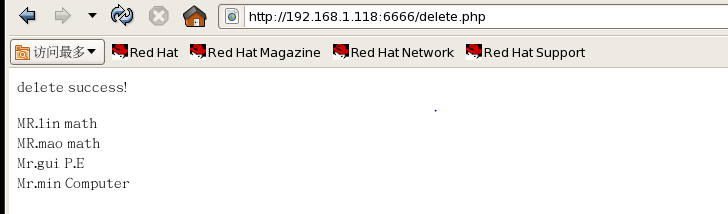 http://192.168.1.118:6666/delete.php
访问最多 Red Hat Red Hat Magazine Red Hat Network Red Hat Support
delete success!
MR.lin math
MR.mao math
Mr.gui P.E
Mr.min Computer